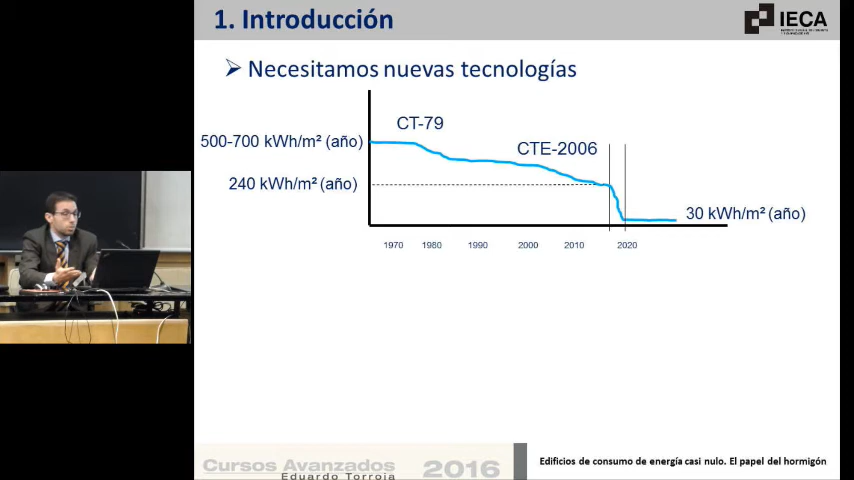 1. Introducción
IECA
➢ Necesitamos nuevas tecnologías
CT-79
500-700 kWh/m² (año)
CTE-2006
240 kWh/m² (año)
30 kWh/m² (año)
1970 1980 1990 2000 2010 2020
Cursos Avanzados 2016
Eduardo Torroja
Edificios de consumo de energía casi nulo. El papel del hormigón